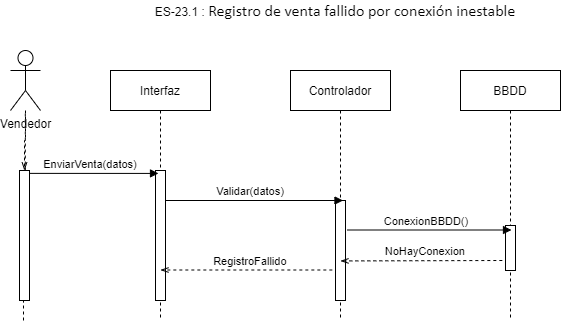 ES-23.1 : Registro de venta fallido por conexión inestable
Interfaz
Controlador
BBDD
Vendedor
EnviarVenta(datos)
Validar(datos)
ConexionBBDD()
NoHayConexion
RegistroFallido